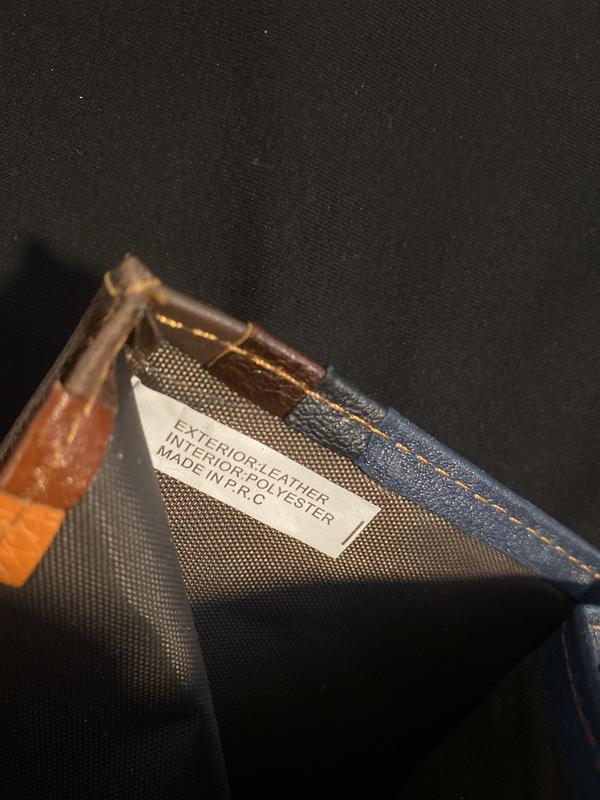 EXTERIOR:LEATHER
INTERIOR:POLYESTER
MADE IN P.R.C